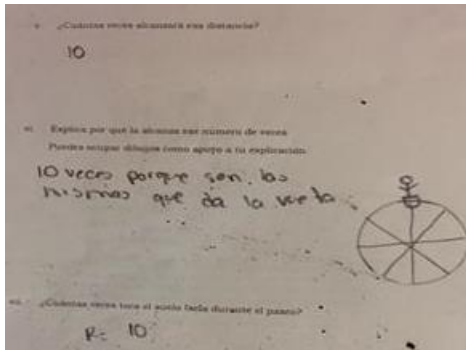 v. ¿Cuántas veces alcanzará esa distancia?
10
vi. Explica por qué la alcanza ese número de veces.
Puedes ocupar dibujos como apoyo a tu explicación
10 veces porque son las
mismas que da la vuelta
vii. ¿Cuántas veces toca el suelo Carla durante el paseo?
R= 10